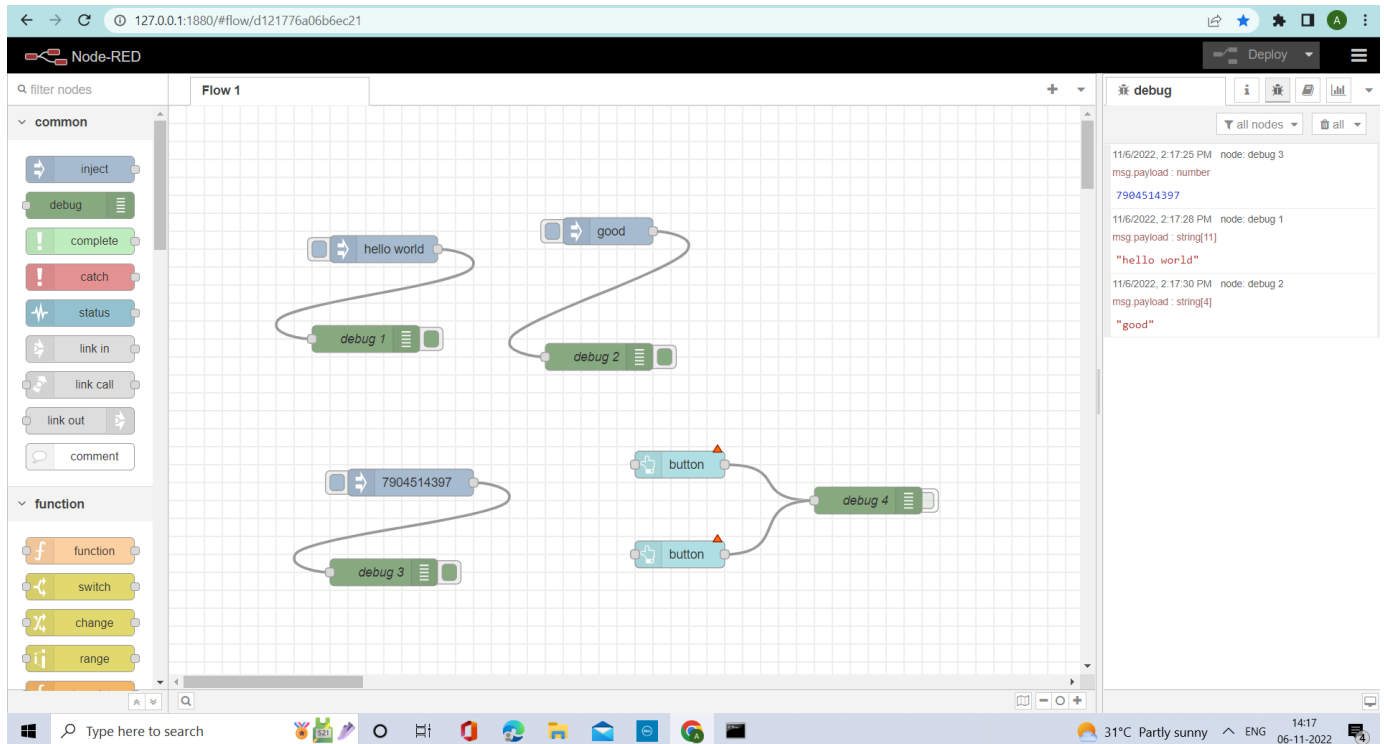 127.0.0.1:1880/#flow/d121776a06b6ec21
A
Node-RED
Deploy
filter nodes
Flow 1
debug
i
all nodes
all
common
inject
debug
complete
catch
status
link in
link call
link out
comment
function
function
switch
change
range
hello world
debug 1
good
debug 2
7904514397
debug 3
button
button
debug 4
11/6/2022, 2:17:25 PM node: debug 3
msg.payload : number
7904514397
11/6/2022, 2:17:28 PM node: debug 1
msg.payload : string[11]
"hello world"
11/6/2022, 2:17:30 PM node: debug 2
msg.payload : string[4]
"good"
Type here to search
31°C Partly sunny
ENG
14:17
06-11-2022
4